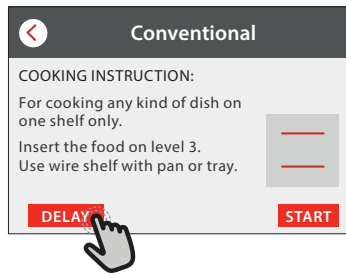 Conventional
COOKING INSTRUCTION:
For cooking any kind of dish on
one shelf only.
Insert the food on level 3.
Use wire shelf with pan or tray.
DELAY
START